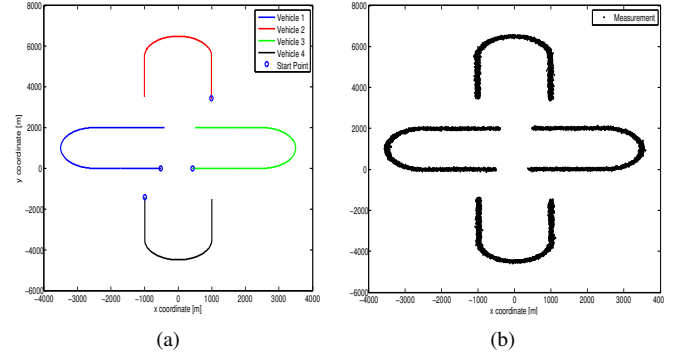 8000
6000
4000
2000
0
−2000
−4000
−6000
y coordinate [m]
−4000 −3000 −2000 −1000 0 1000 2000 3000 4000
x coordinate [m]
Vehicle 1
Vehicle 2
Vehicle 3
Vehicle 4
Start Point
(a)
8000
6000
4000
2000
0
−2000
−4000
−6000
−4000 −3000 −2000 −1000 0 1000 2000 3000 4000
x coordinate [m]
Measurement
(b)